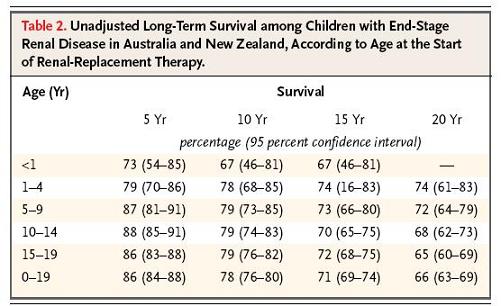 Table 2. Unadjusted Long-Term Survival among Children with End-Stage
Renal Disease in Australia and New Zealand, According to Age at the Start
of Renal-Replacement Therapy.
Age (Yr) Survival
5 Yr 10 Yr 15 Yr 20 Yr
percentage (95 percent confidence interval)
<1 73 (54–85) 67 (46–81) 67 (46–81) —
1–4 79 (70–86) 78 (68–85) 74 (16–83) 74 (61–83)
5–9 87 (81–91) 79 (73–85) 73 (66–80) 72 (64–79)
10–14 88 (85–91) 79 (74–83) 70 (65–75) 68 (62–73)
15–19 86 (83–88) 79 (76–82) 72 (68–75) 65 (60–69)
0–19 86 (84–88) 78 (76–80) 71 (69–74) 66 (63–69)